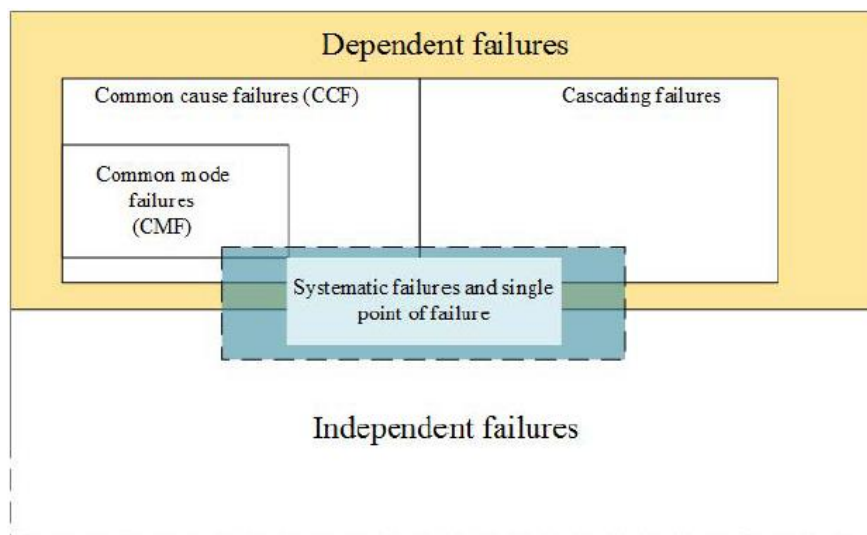 Dependent failures
Common cause failures (CCF)
Cascading failures
Common mode
failures
(CMF)
Systematic failures and single
point of failure
Independent failures